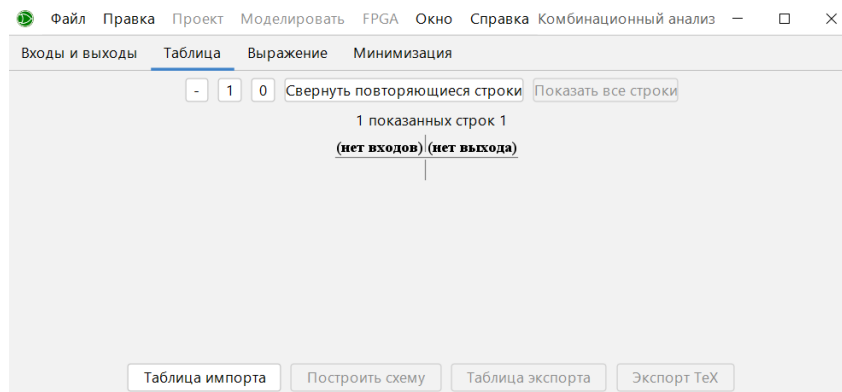 Файл Правка Проект Моделировать FPGA Окно Справка Комбинационный анализ
Входы и выходы Таблица Выражение Минимизация
- 1 0 Свернуть повторяющиеся строки Показать все строки
1 показанных строк 1
(нет входов) (нет выхода)
Таблица импорта Построить схему Таблица экспорта Экспорт TeX